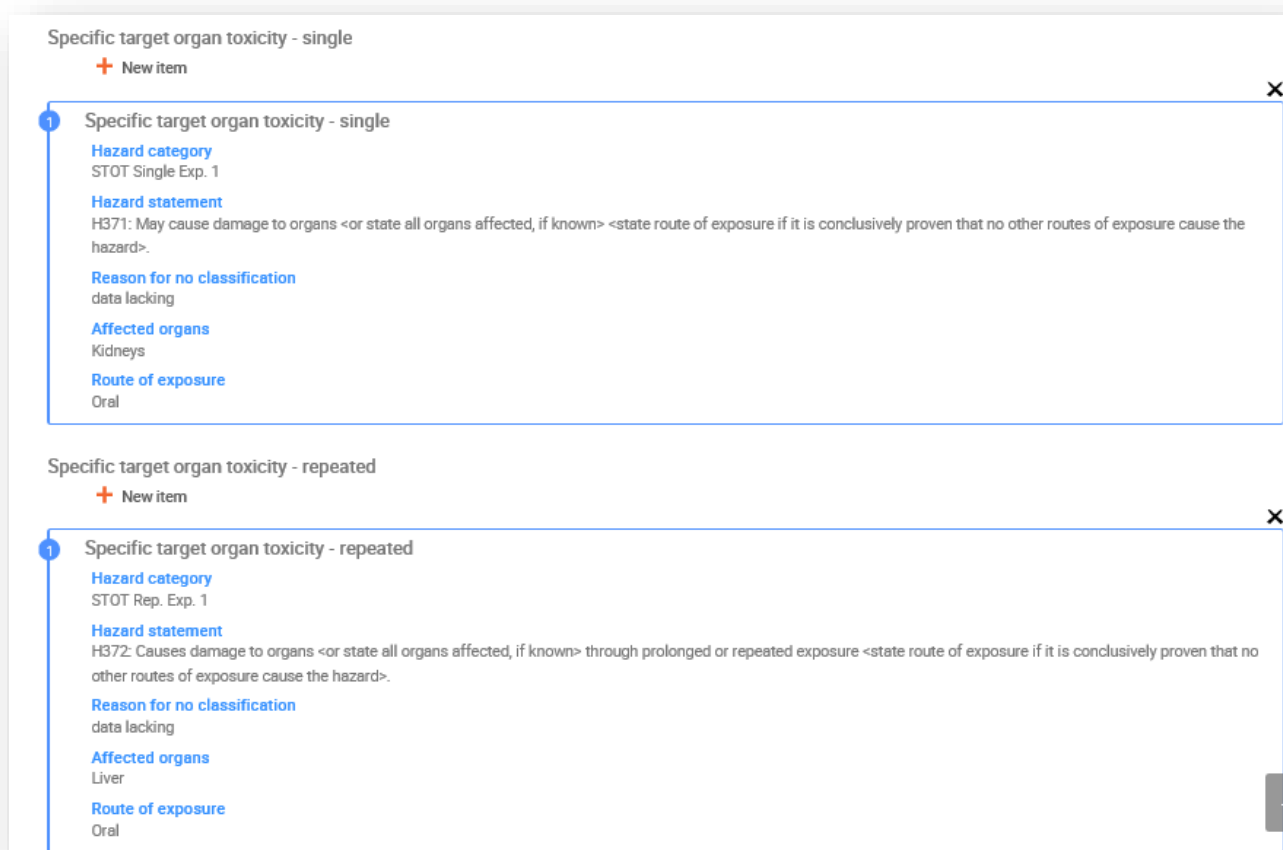 Specific target organ toxicity - single
New item
1
Specific target organ toxicity - single
Hazard category
STOT Single Exp. 1
Hazard statement
H371: May cause damage to organs <or state all organs affected, if known> <state route of exposure if it is conclusively proven that no other routes of exposure cause the
hazard>.
Reason for no classification
data lacking
Affected organs
Kidneys
Route of exposure
Oral
Specific target organ toxicity - repeated
New item
1
Specific target organ toxicity - repeated
Hazard category
STOT Rep. Exp. 1
Hazard statement
H372: Causes damage to organs <or state all organs affected, if known> through prolonged or repeated exposure <state route of exposure if it is conclusively proven that no
other routes of exposure cause the hazard>.
Reason for no classification
data lacking
Affected organs
Liver
Route of exposure
Oral